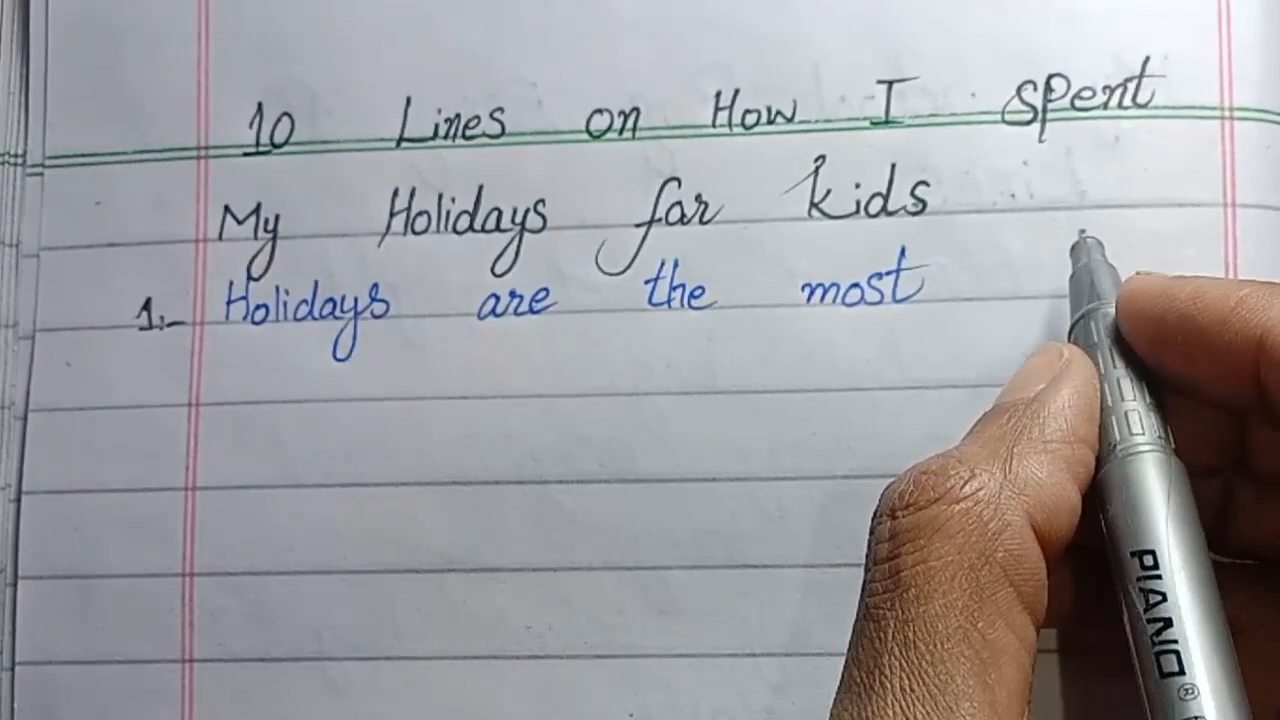 10 Lines on How I spent
My Holidays for kids
1:- Holidays are the most
PIANO®